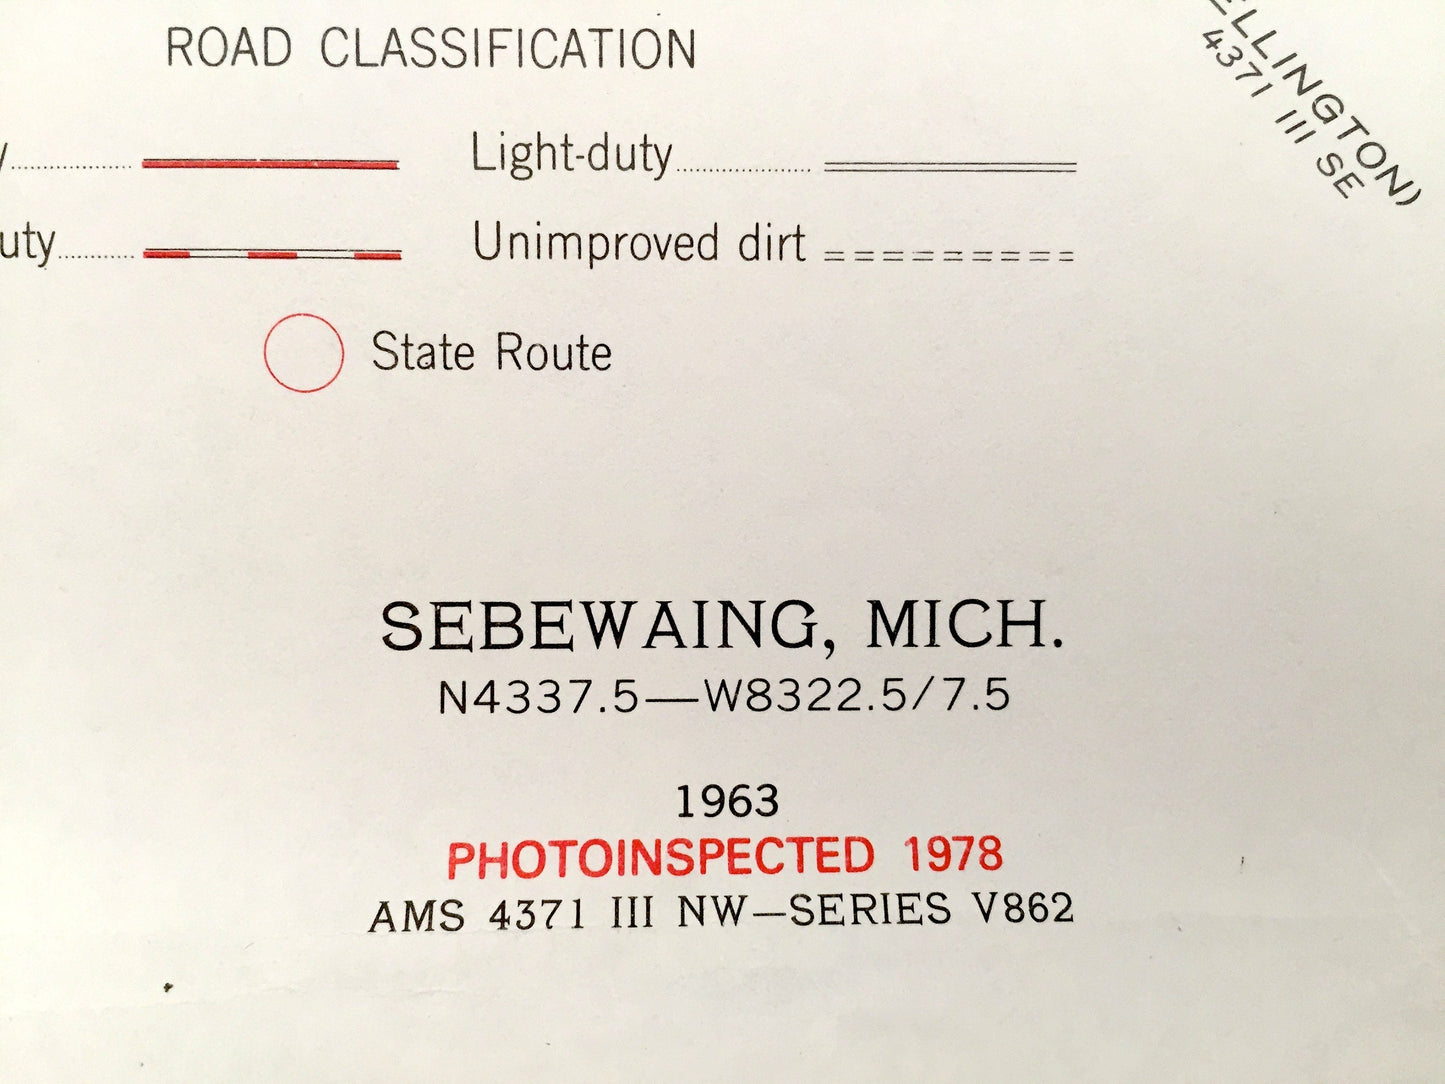 ROAD CLASSIFICATION
ELLINGTON)
4371 III SE
Light-duty
uty
Unimproved dirt
State Route
SEBEWAING, MICH.
N4337.5—W8322.5/7.5
1963
PHOTOINSPECTED 1978
AMS 4371 III NW—SERIES V862